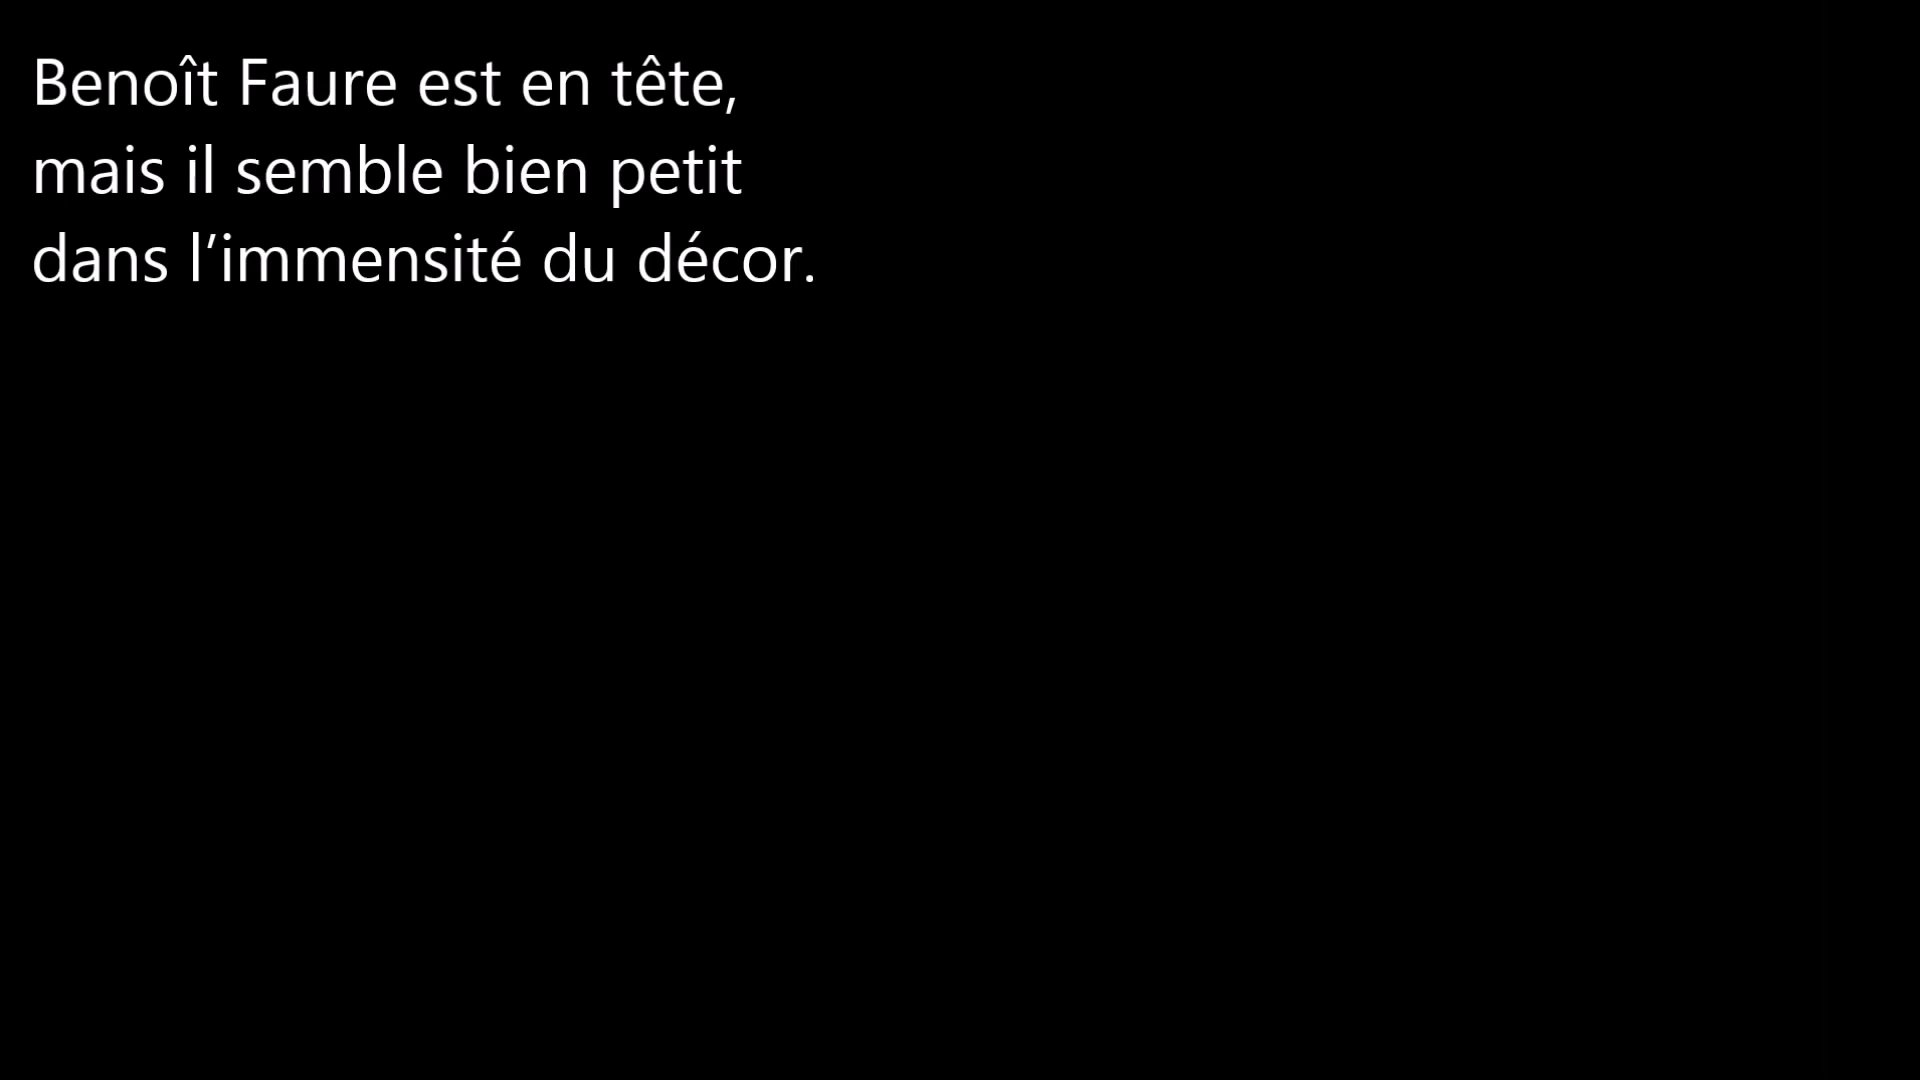 Benoît Faure est en tête,
mais il semble bien petit
dans l’immensité du décor.